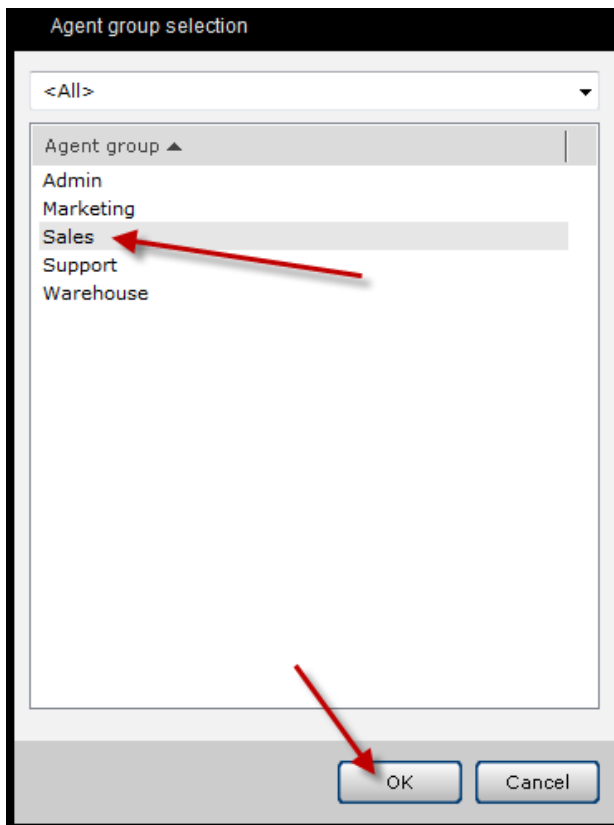 Agent group selection
<All>
Agent group
Admin
Marketing
Sales
Support
Warehouse
OK Cancel